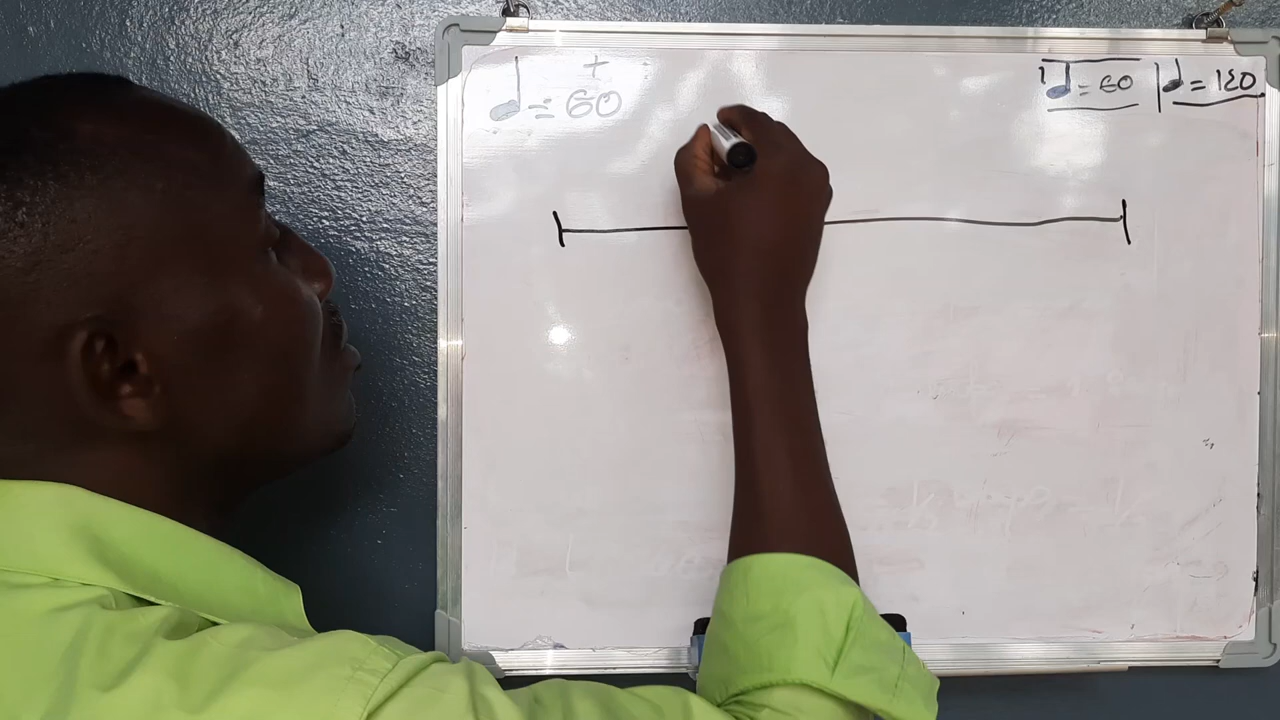 ♩ = 60
♩ = 60 | ♩ = 120